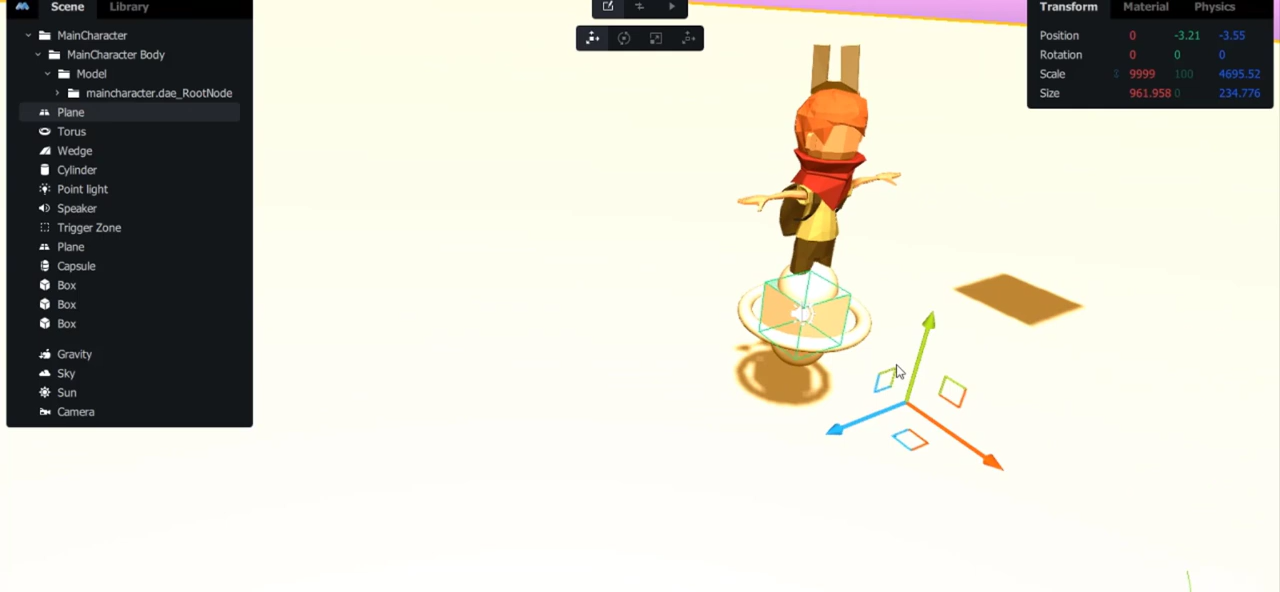 Scene Library
MainCharacter
MainCharacter Body
Model
maincharacter.dae_RootNode
Plane
Torus
Wedge
Cylinder
Point light
Speaker
Trigger Zone
Plane
Capsule
Box
Box
Box
Gravity
Sky
Sun
Camera
Transform Material Physics
Position 0 -3.21 -3.55
Rotation 0 0 0
Scale 9999 100 4695.52
Size 961.958 0 234.776